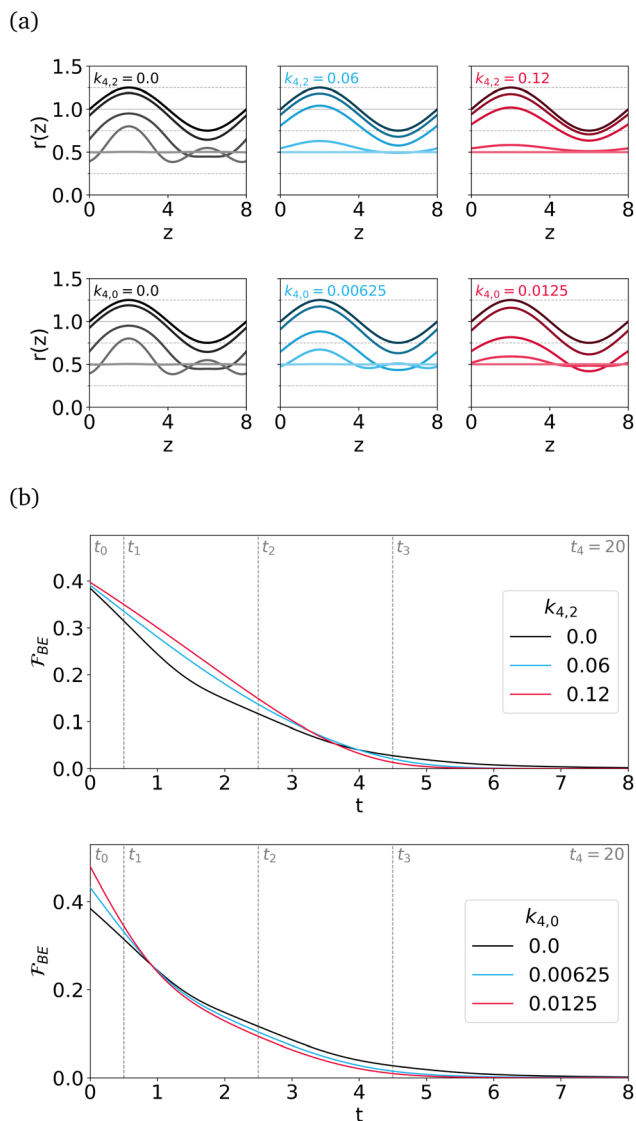 (a)
k4,2 = 0.0
k4,2 = 0.06
k4,2 = 0.12
1.5
1.0
0.5
0.0
r(z)
0 4 8
0 4 8
0 4 8
z z z
k4,0 = 0.0
k4,0 = 0.00625
k4,0 = 0.0125
1.5
1.0
0.5
0.0
r(z)
0 4 8
0 4 8
0 4 8
z z z
(b)
t0 t1 t2 t3 t4 = 20
0.4
0.3
0.2
0.1
0.0
ℱBE
k4,2
0.0
0.06
0.12
0 1 2 3 4 5 6 7 8
t
t0 t1 t2 t3 t4 = 20
0.4
0.2
0.0
ℱBE
k4,0
0.0
0.00625
0.0125
0 1 2 3 4 5 6 7 8
t